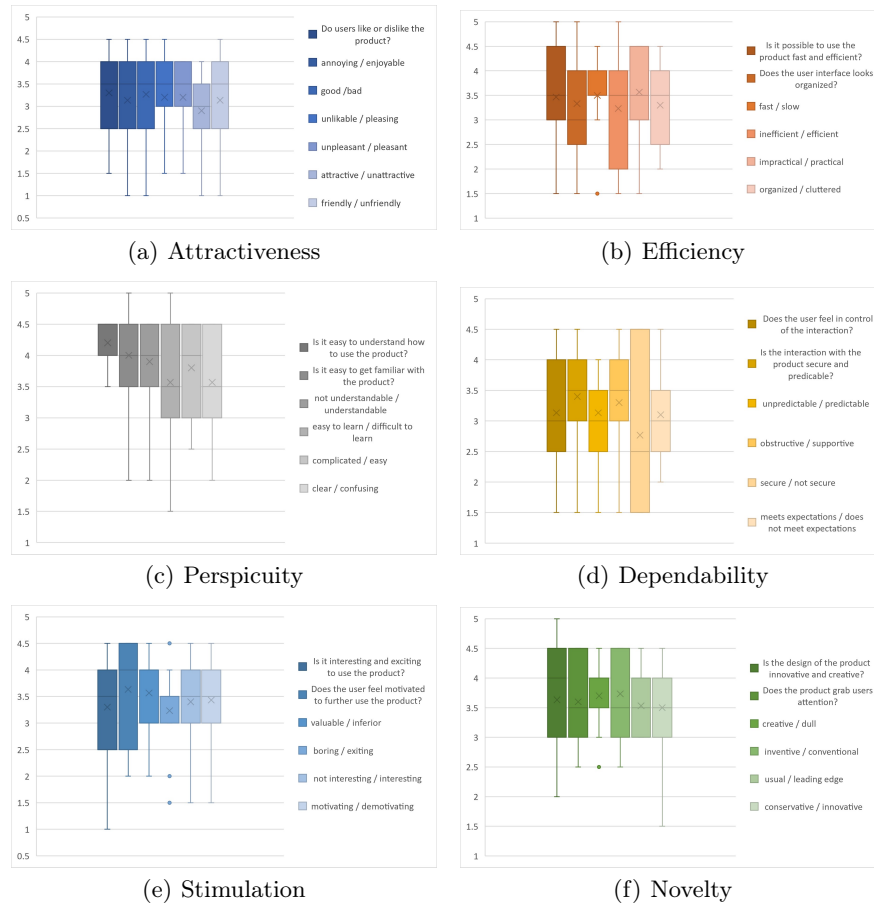 5
4.5
4
3.5
3
2.5
2
1.5
1
0.5
Do users like or dislike the
product?
annoying / enjoyable
good /bad
unlikable / pleasing
unpleasant / pleasant
attractive / unattractive
friendly / unfriendly
(a) Attractiveness
5
4.5
4
3.5
3
2.5
2
1.5
1
Is it possible to use the
product fast and efficient?
Does the user interface looks
organized?
fast / slow
inefficient / efficient
impractical / practical
organized / cluttered
(b) Efficiency
5
4.5
4
3.5
3
2.5
2
1.5
1
Is it easy to understand how
to use the product?
Is it easy to get familiar with
the product?
not understandable /
understandable
easy to learn / difficult to
learn
complicated / easy
clear / confusing
(c) Perspicuity
5
4.5
4
3.5
3
2.5
2
1.5
1
Does the user feel in control
of the interaction?
Is the interaction with the
product secure and
predicable?
unpredictable / predictable
obstructive / supportive
secure / not secure
meets expectations / does
not meet expectations
(d) Dependability
5
4.5
4
3.5
3
2.5
2
1.5
1
0.5
Is it interesting and exciting
to use the product?
Does the user feel motivated
to further use the product?
valuable / inferior
boring / exiting
not interesting / interesting
motivating / demotivating
(e) Stimulation
5
4.5
4
3.5
3
2.5
2
1.5
1
Is the design of the product
innovative and creative?
Does the product grab users
attention?
creative / dull
inventive / conventional
usual / leading edge
conservative / innovative
(f) Novelty